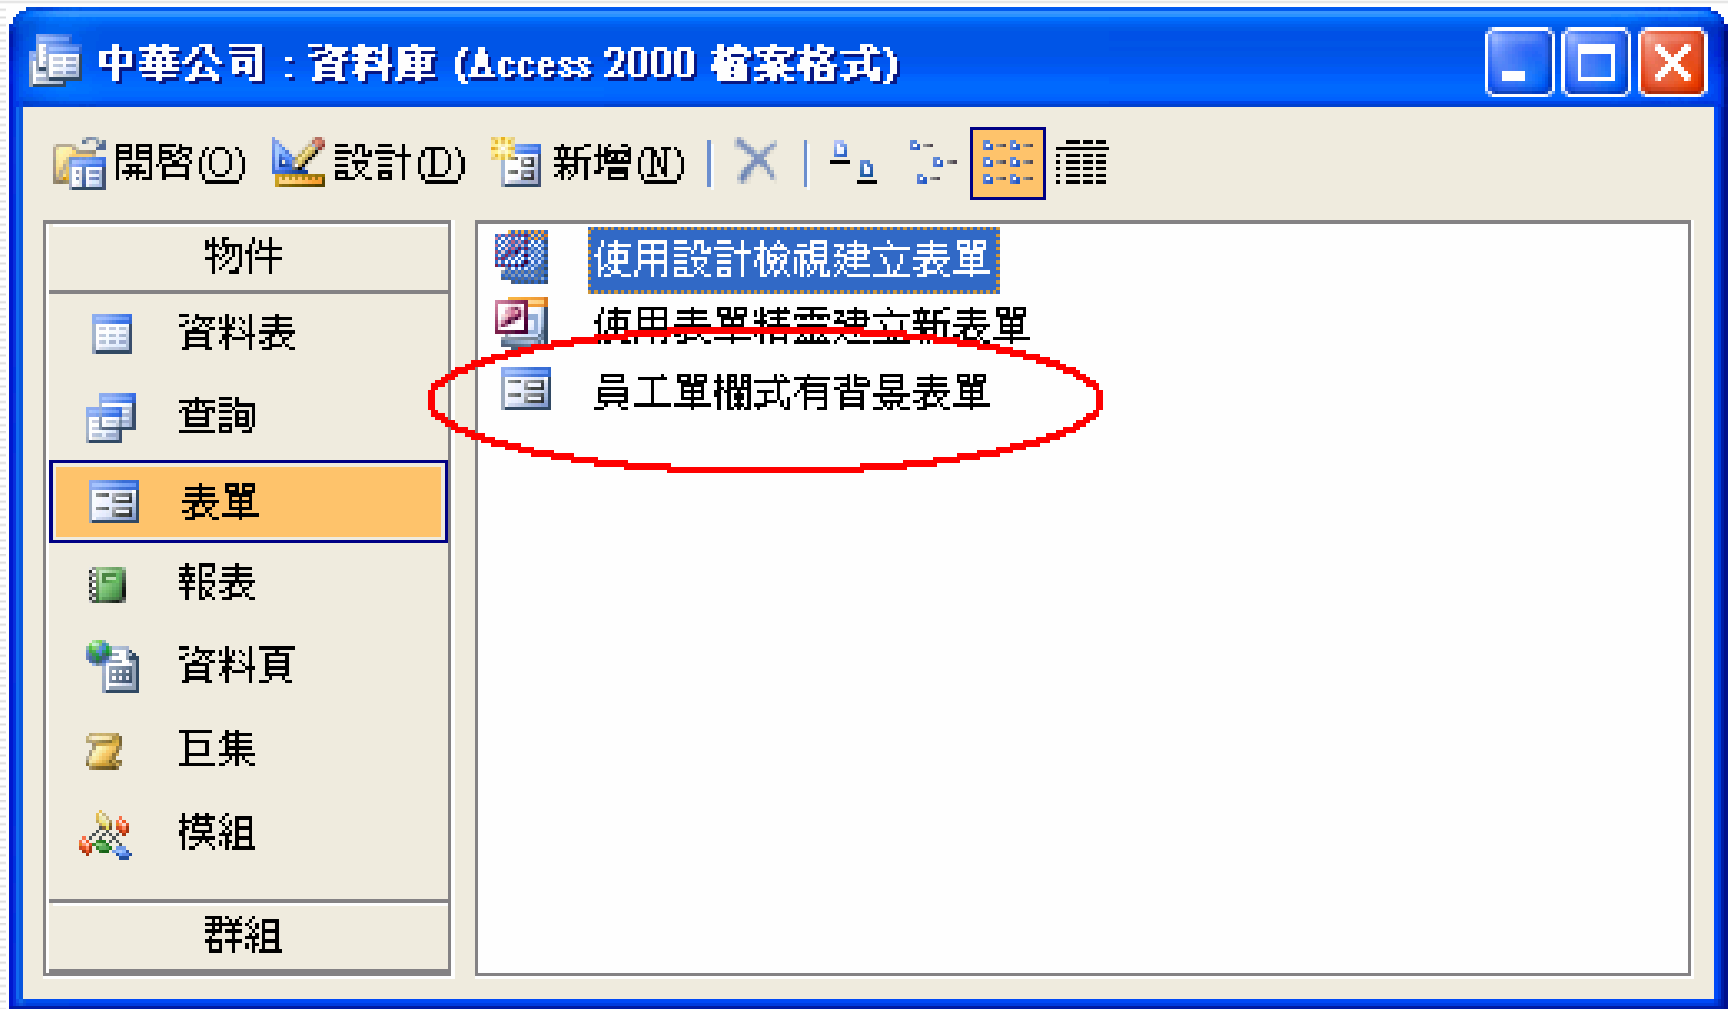 中華公司：資料庫 (Access 2000 檔案格式)
開啓(O) 設計(D) 新增(N)
物件
資料表
查詢
表單
報表
資料頁
巨集
模組
群組
使用設計檢視建立表單
使用表單精靈建立新表單
員工單欄式有背景表單